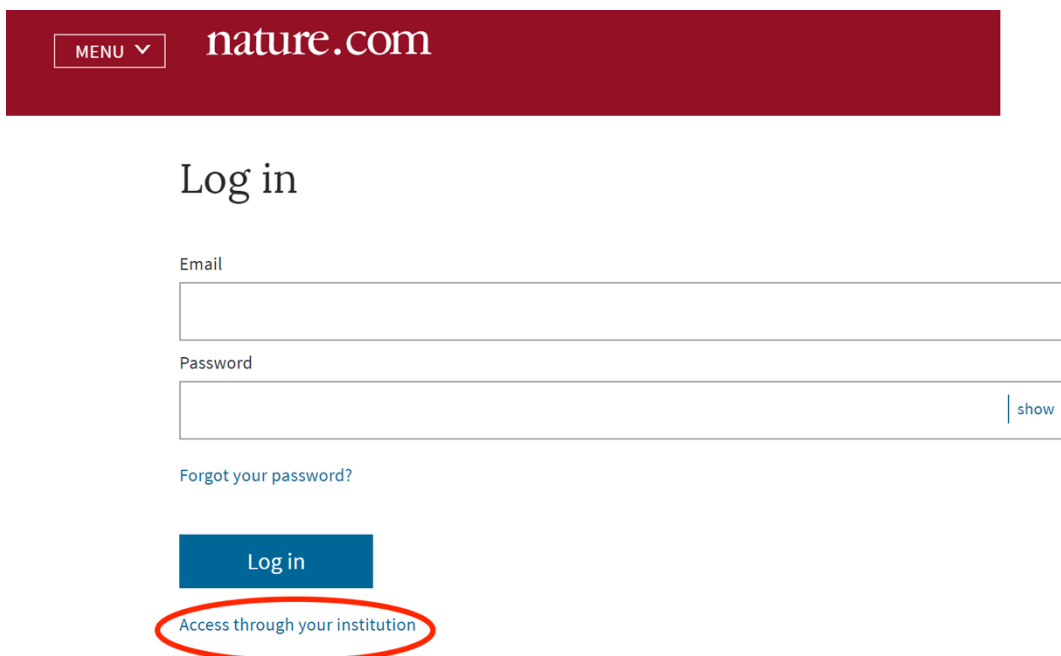 MENU nature.com
Log in
Email
Password
show
Forgot your password?
Log in
Access through your institution